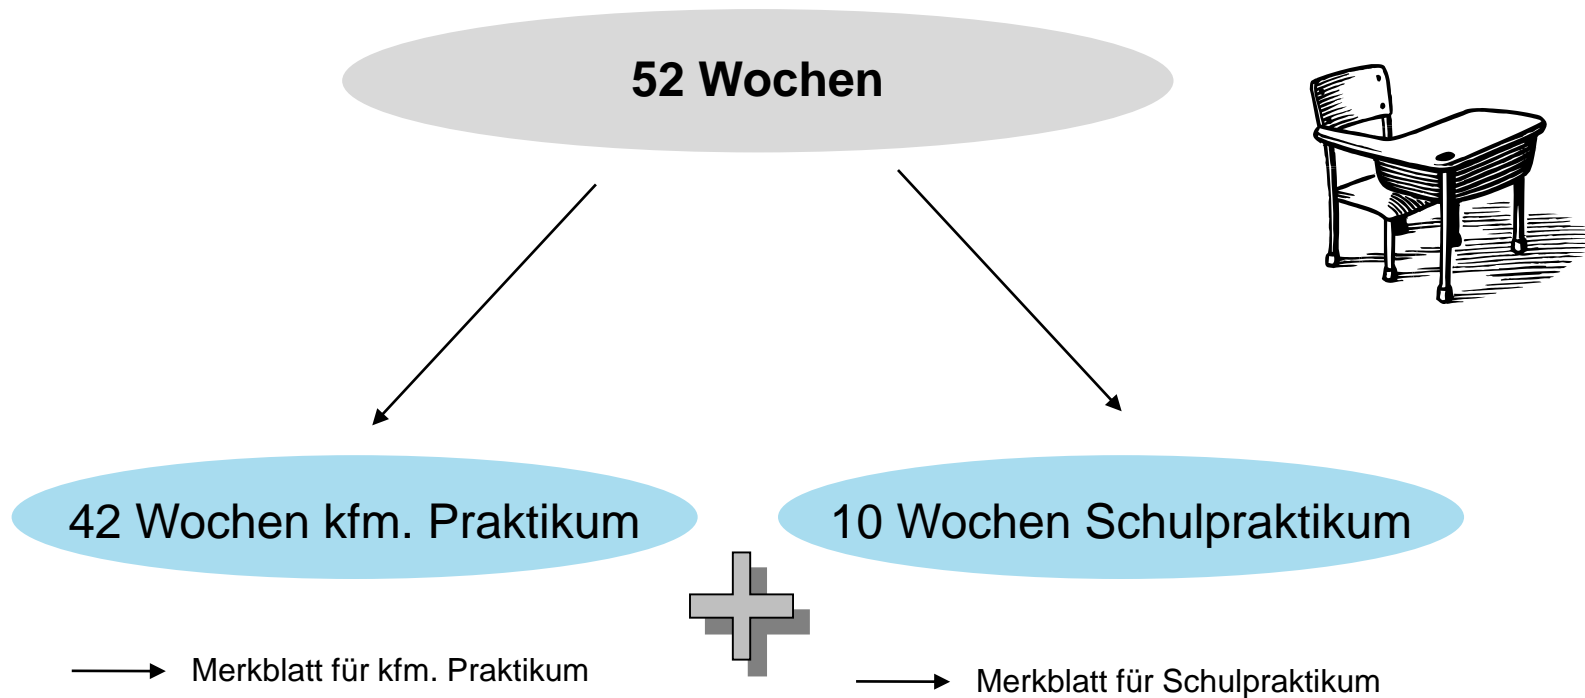 52 Wochen
42 Wochen kfm. Praktikum
10 Wochen Schulpraktikum
Merkblatt für kfm. Praktikum
Merkblatt für Schulpraktikum